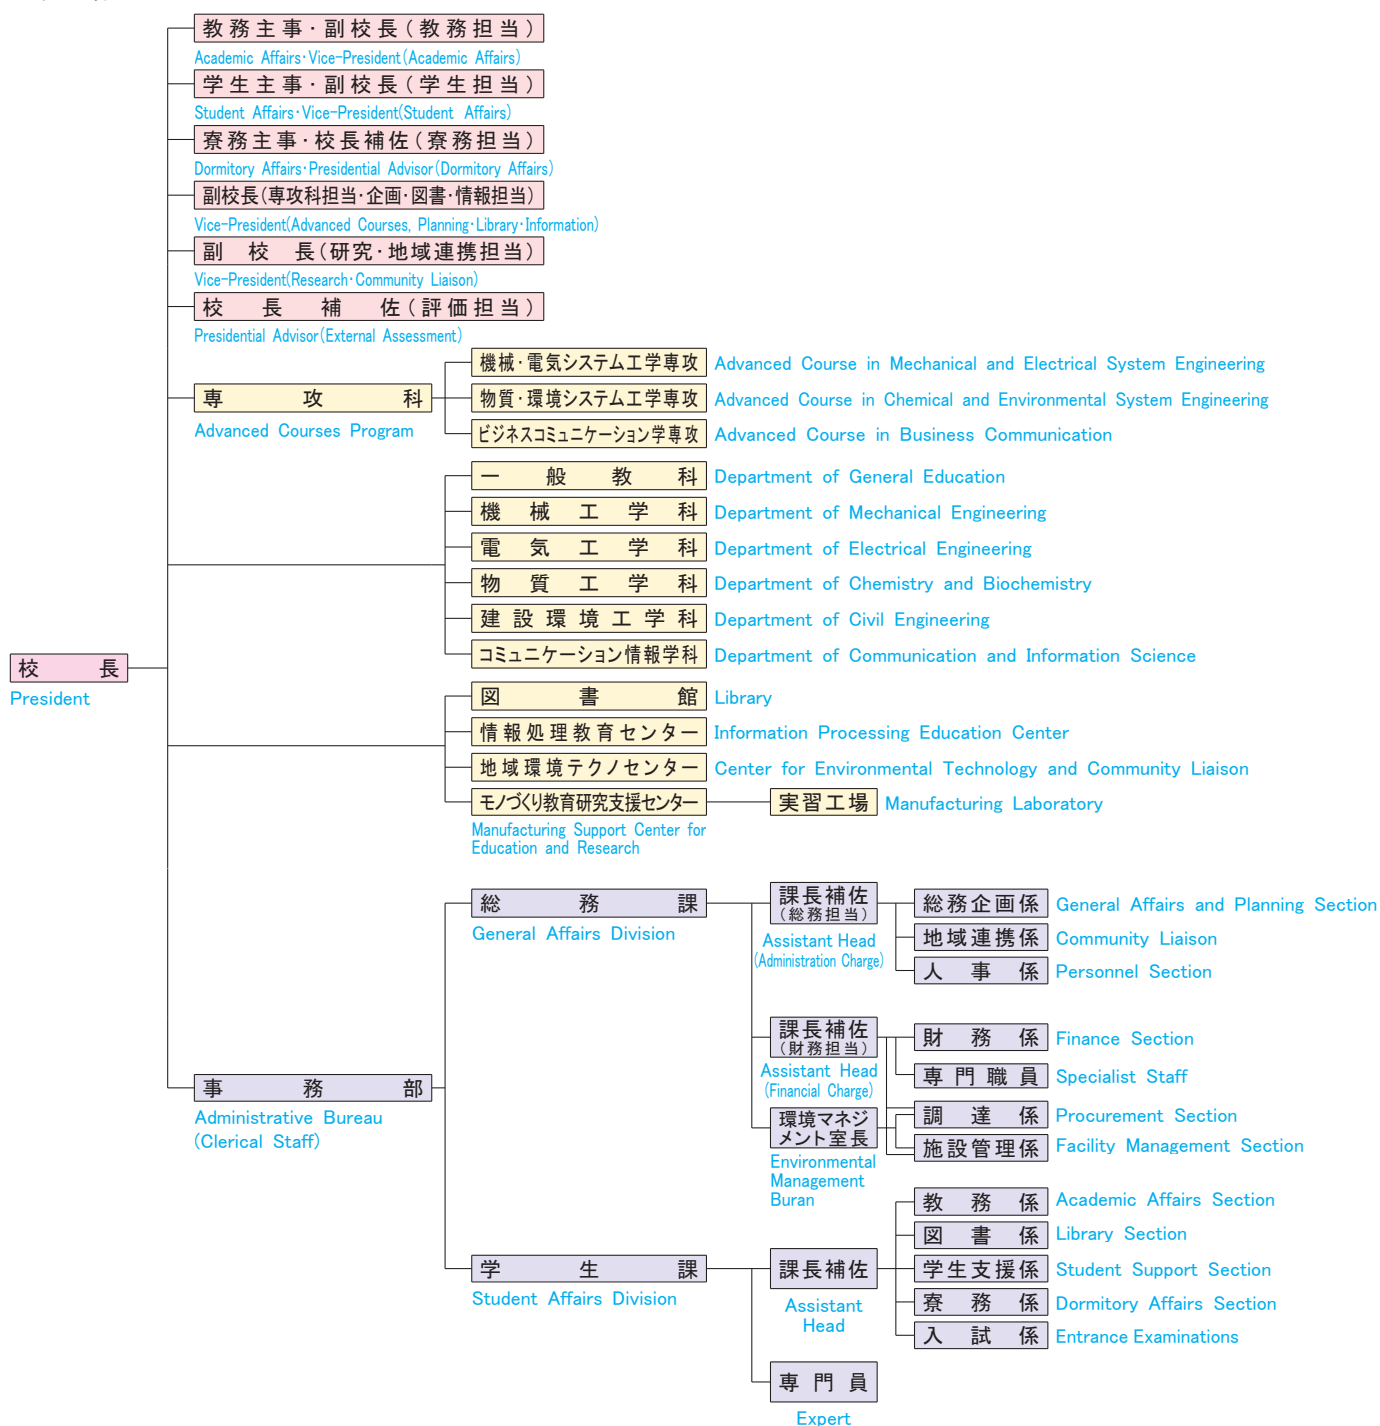 教務主事・副校長(教務担当)
Academic Affairs・Vice-President(Academic Affairs)
学生主事・副校長(学生担当)
Student Affairs・Vice-President(Student Affairs)
寮務主事・校長補佐(寮務担当)
Dormitory Affairs・Presidential Advisor(Dormitory Affairs)
副校長(専攻科担当・企画・図書・情報担当)
Vice-President(Advanced Courses, Planning・Library・Information)
副校長(研究・地域連携担当)
Vice-President(Research・Community Liaison)
校長補佐(評価担当)
Presidential Advisor(External Assessment)
専攻科
Advanced Courses Program
機械・電気システム工学専攻 Advanced Course in Mechanical and Electrical System Engineering
物質・環境システム工学専攻 Advanced Course in Chemical and Environmental System Engineering
ビジネスコミュニケーション学専攻 Advanced Course in Business Communication
一般教科 Department of General Education
機械工学科 Department of Mechanical Engineering
電気工学科 Department of Electrical Engineering
物質工学科 Department of Chemistry and Biochemistry
建設環境工学科 Department of Civil Engineering
コミュニケーション情報学科 Department of Communication and Information Science
校長
President
図書館 Library
情報処理教育センター Information Processing Education Center
地域環境テクノセンター Center for Environmental Technology and Community Liaison
モノづくり教育研究支援センター
Manufacturing Support Center for
Education and Research
実習工場 Manufacturing Laboratory
事務部
Administrative Bureau
(Clerical Staff)
総務課
General Affairs Division
課長補佐
(総務担当)
Assistant Head
(Administration Charge)
総務企画係 General Affairs and Planning Section
地域連携係 Community Liaison
人事係 Personnel Section
課長補佐
(財務担当)
Assistant Head
(Financial Charge)
財務係 Finance Section
専門職員 Specialist Staff
環境マネジ
メント室長
Environmental
Management
Buran
調達係 Procurement Section
施設管理係 Facility Management Section
学生課
Student Affairs Division
課長補佐
Assistant
Head
教務係 Academic Affairs Section
図書係 Library Section
学生支援係 Student Support Section
寮務係 Dormitory Affairs Section
入試係 Entrance Examinations
専門員
Expert